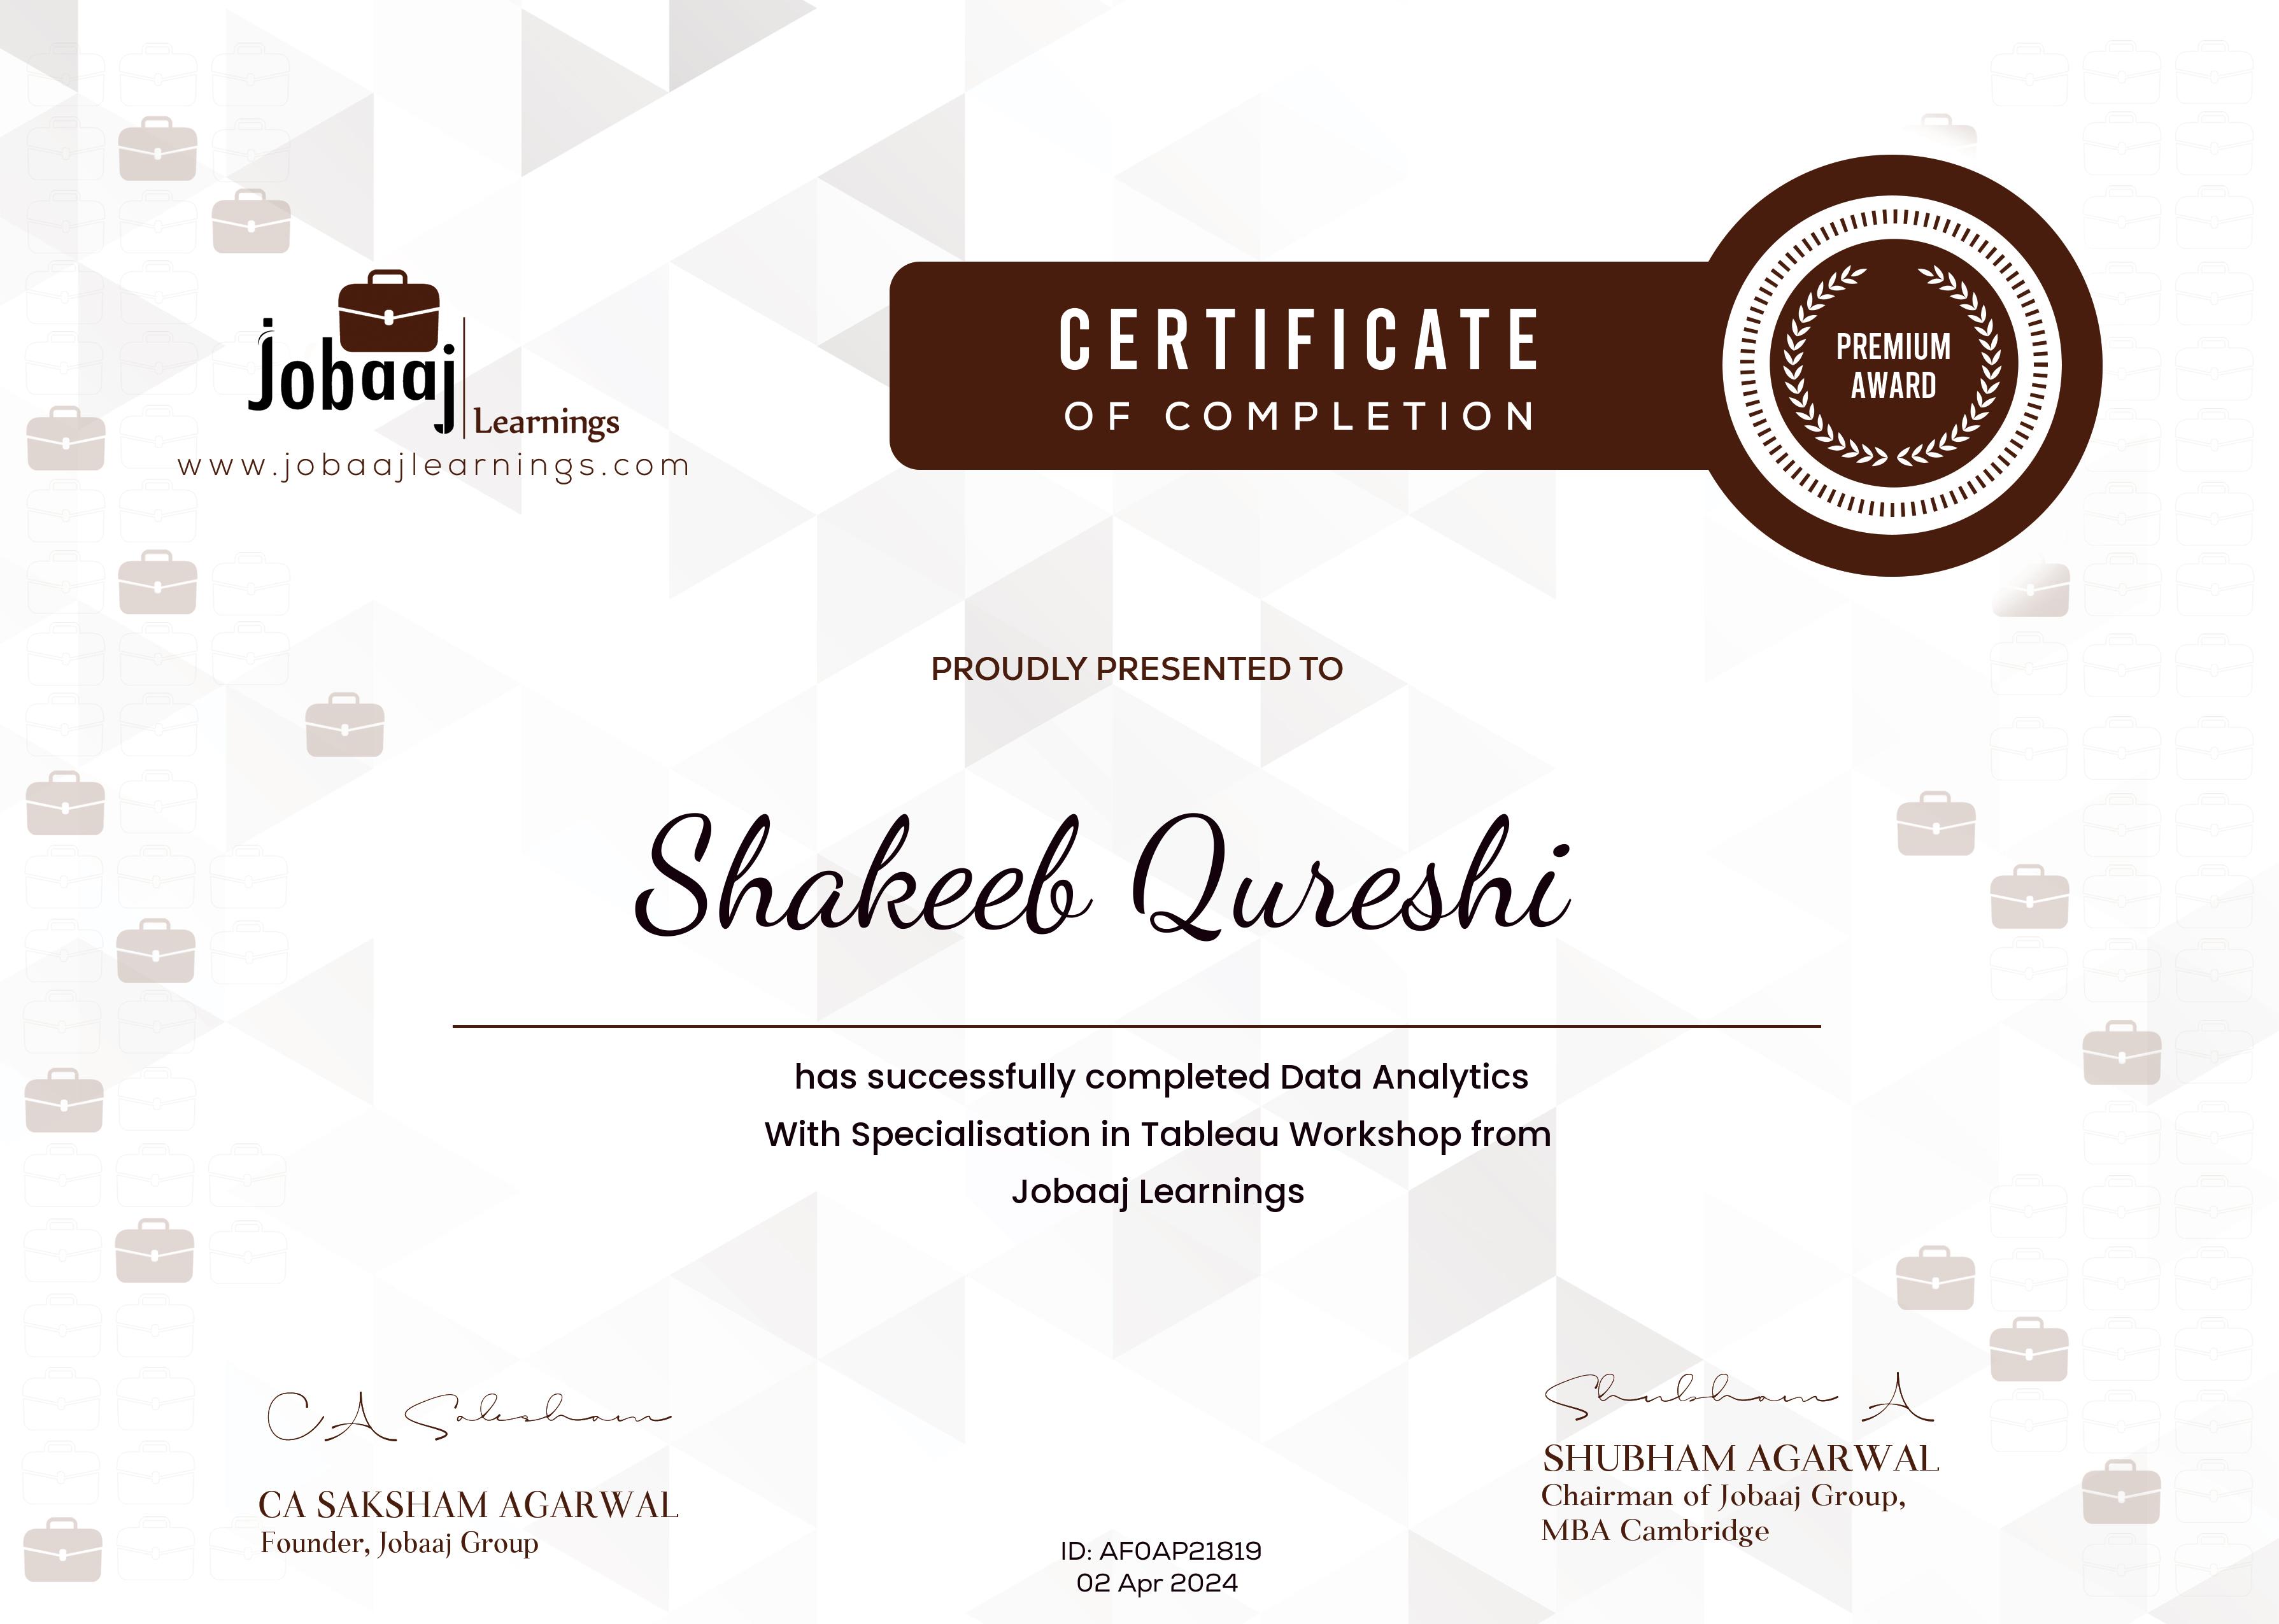 Jobaaj
Learnings
www.jobaajlearnings.com
CERTIFICATE
OF COMPLETION
PREMIUM
AWARD
PROUDLY PRESENTED TO
Shakeeb Qureshi
has successfully completed Data Analytics
With Specialisation in Tableau Workshop from
Jobaaj Learnings
CA Saksham
CA SAKSHAM AGARWAL
Founder, Jobaaj Group
Shubham A
SHUBHAM AGARWAL
Chairman of Jobaaj Group,
MBA Cambridge
ID: AF0AP21819
02 Apr 2024